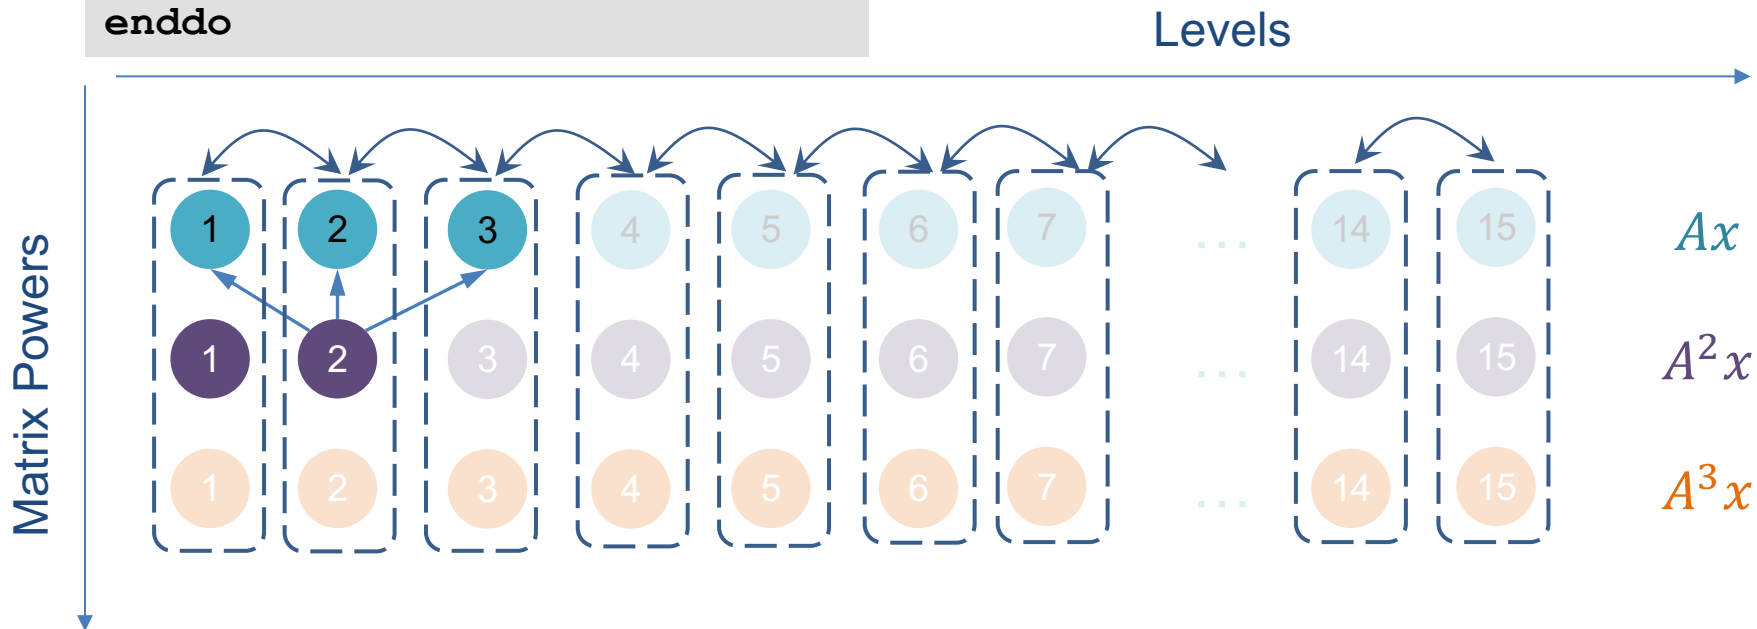 enddo
Levels
Matrix Powers
1 2 3 4 5 6 7 ... 14 15 Ax
1 2 3 4 5 6 7 ... 14 15 A²x
1 2 3 4 5 6 7 ... 14 15 A³x